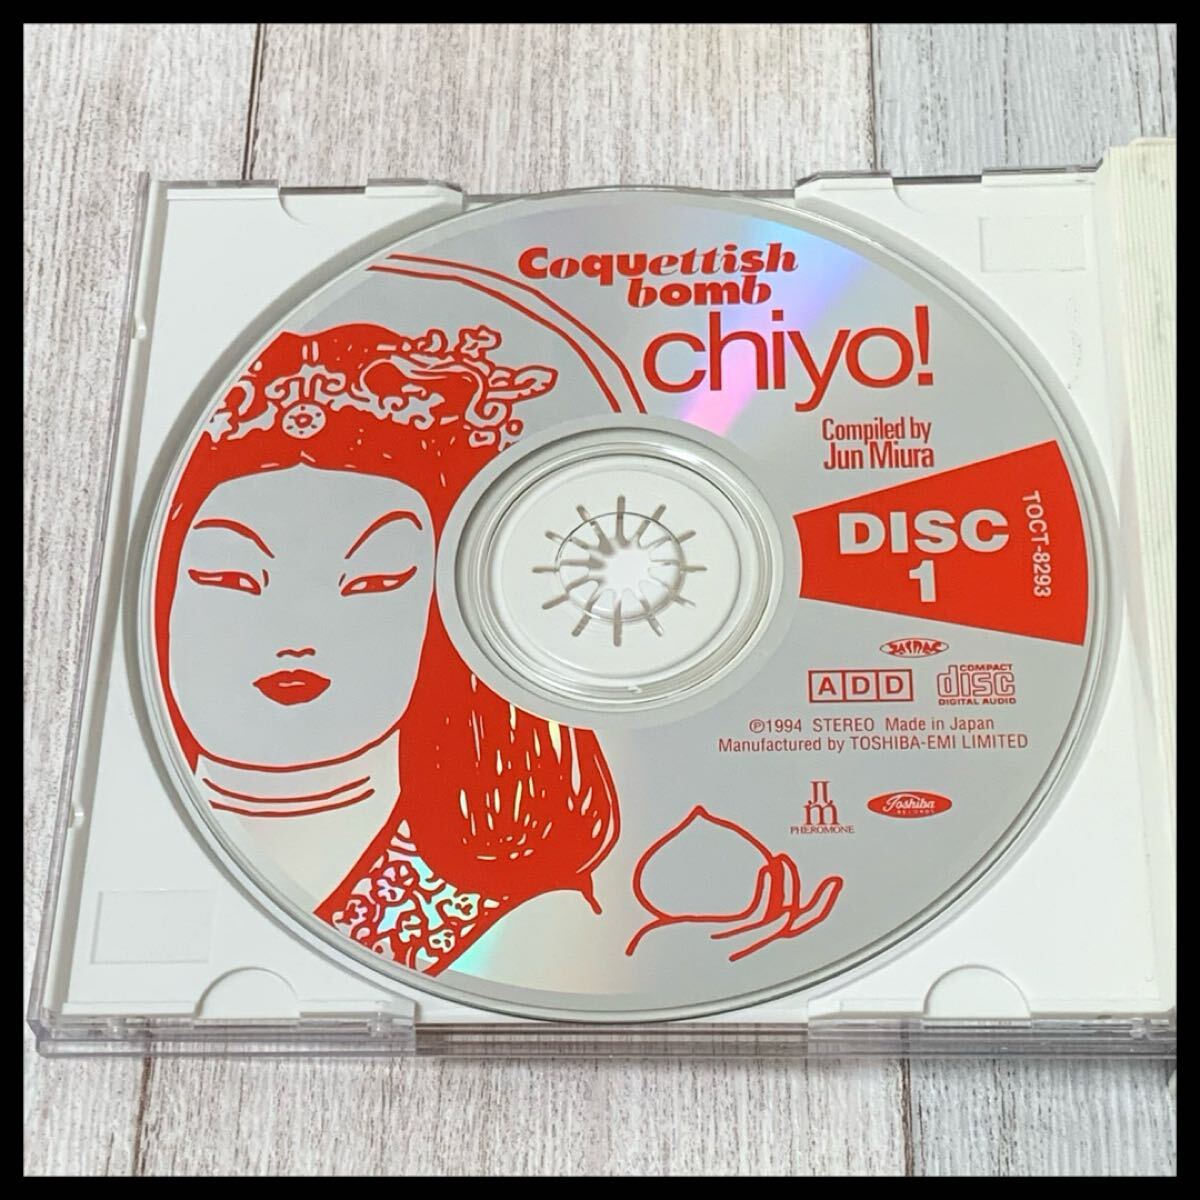 Coquettish
bomb
chiyo!
Compiled by
Jun Miura
DISC
1
TOCT-8293
ADD
COMPACT
disc
DIGITAL AUDIO
℗1994 STEREO Made in Japan
Manufactured by TOSHIBA-EMI LIMITED
PHEROMONE
Toshiba
RECORDS